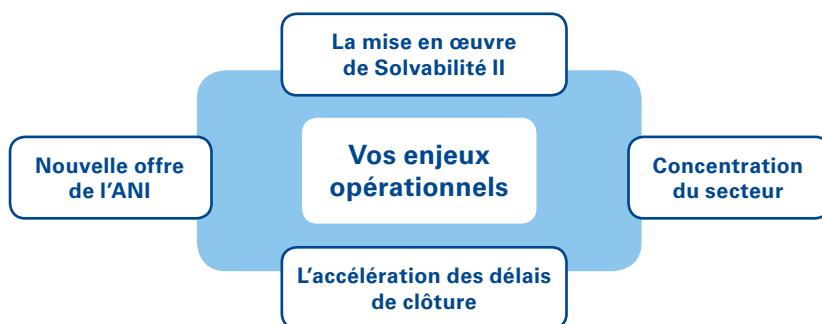 La mise en œuvre
de Solvabilité II
Nouvelle offre
de l’ANI
Vos enjeux
opérationnels
Concentration
du secteur
L’accélération des délais
de clôture